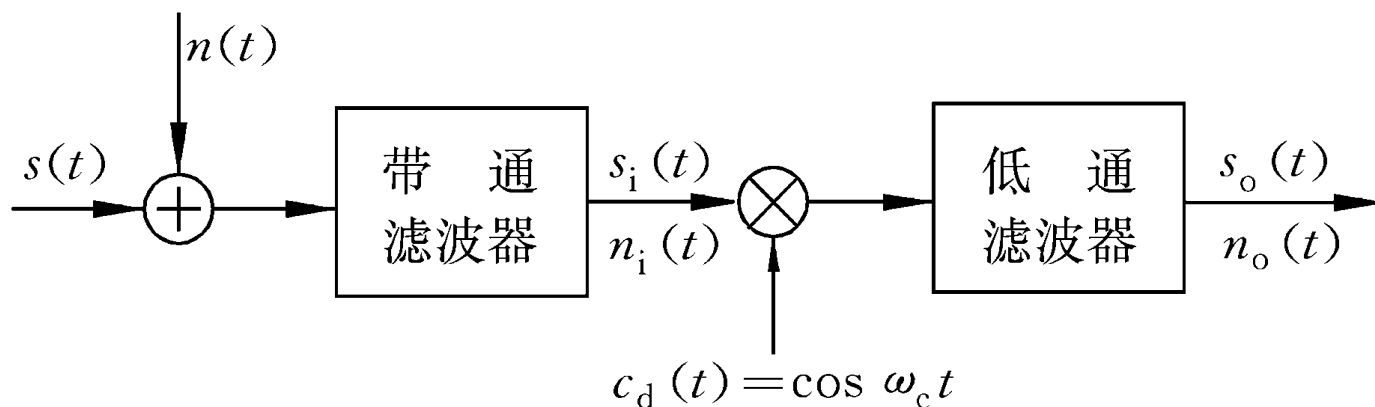 n(t)
s(t)
带 通
滤波器
s_i(t)
n_i(t)
低 通
滤波器
s_o(t)
n_o(t)
c_d(t)=cos ω_c t